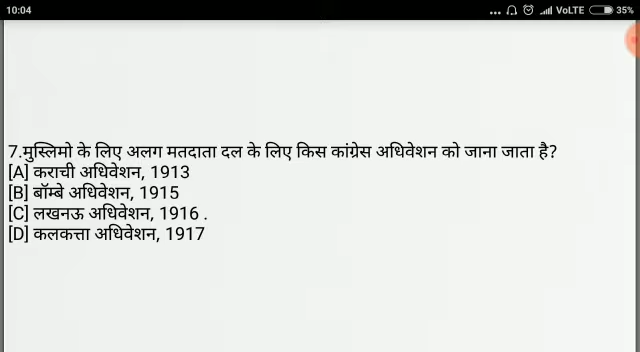 10:04
... VoLTE 35%
7.मुस्लिमो के लिए अलग मतदाता दल के लिए किस कांग्रेस अधिवेशन को जाना जाता है?
[A] कराची अधिवेशन, 1913
[B] बॉम्बे अधिवेशन, 1915
[C] लखनऊ अधिवेशन, 1916 .
[D] कलकत्ता अधिवेशन, 1917